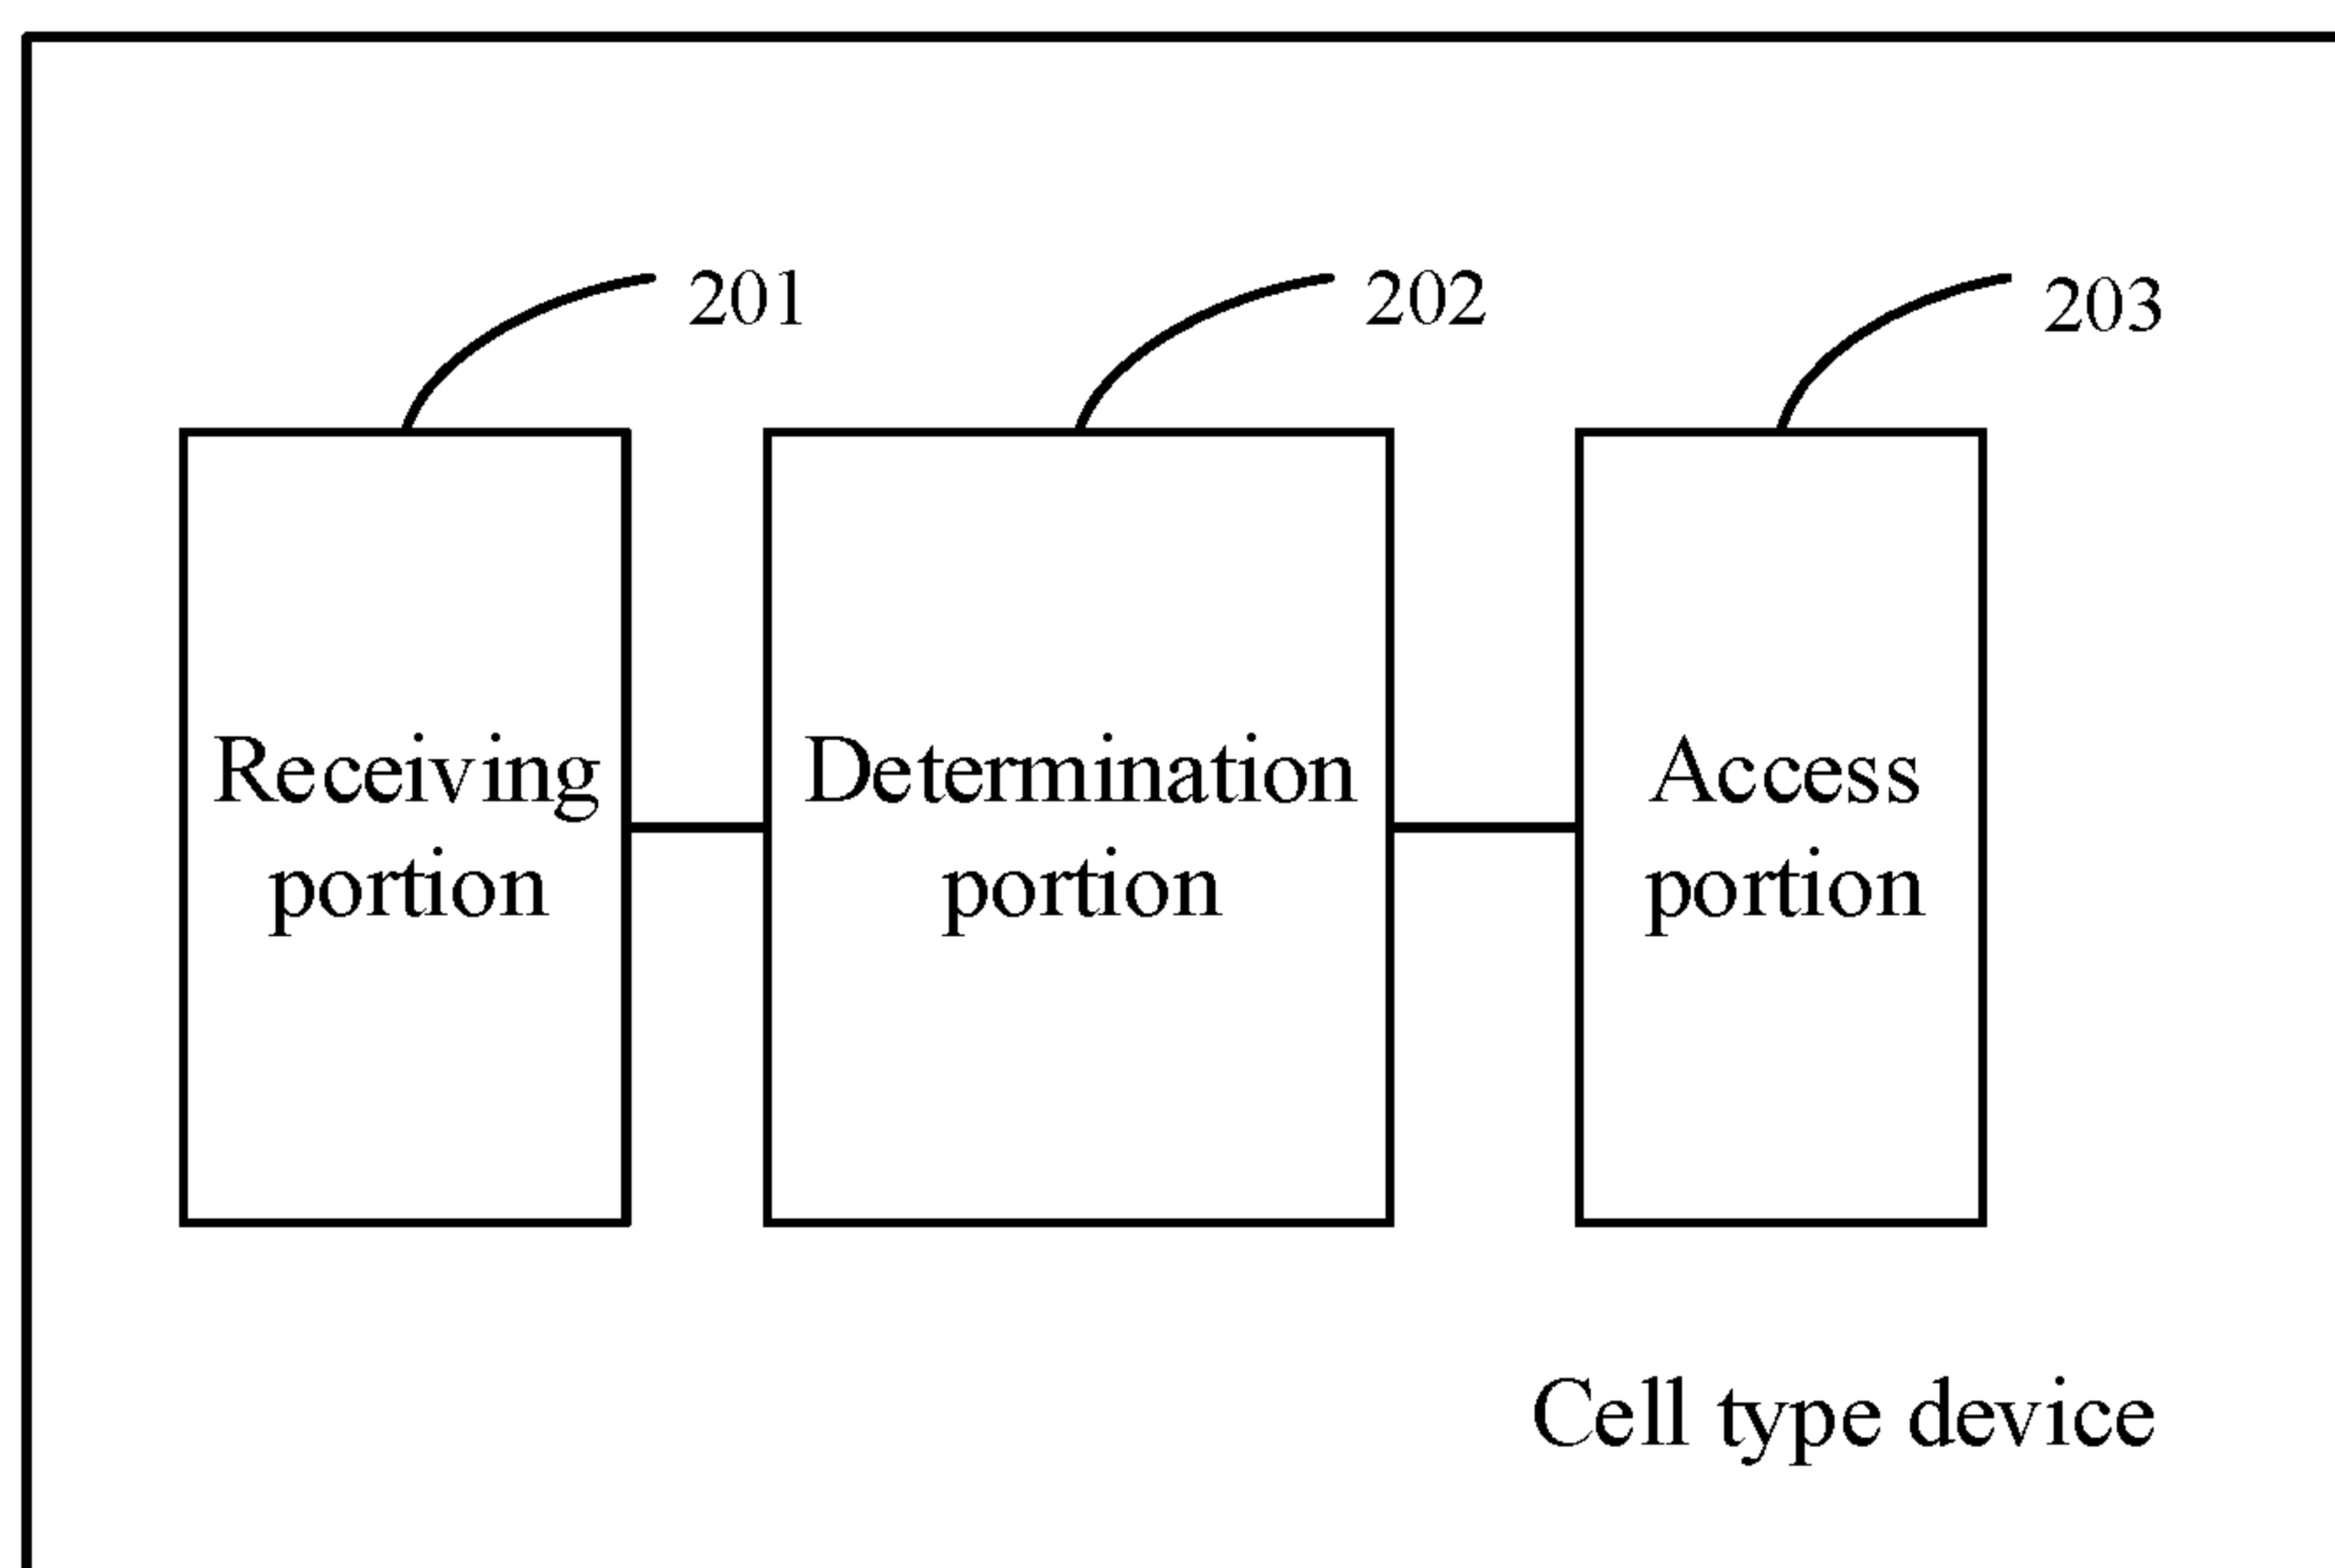 201
202
203
Receiving
portion
Determination
portion
Access
portion
Cell type device